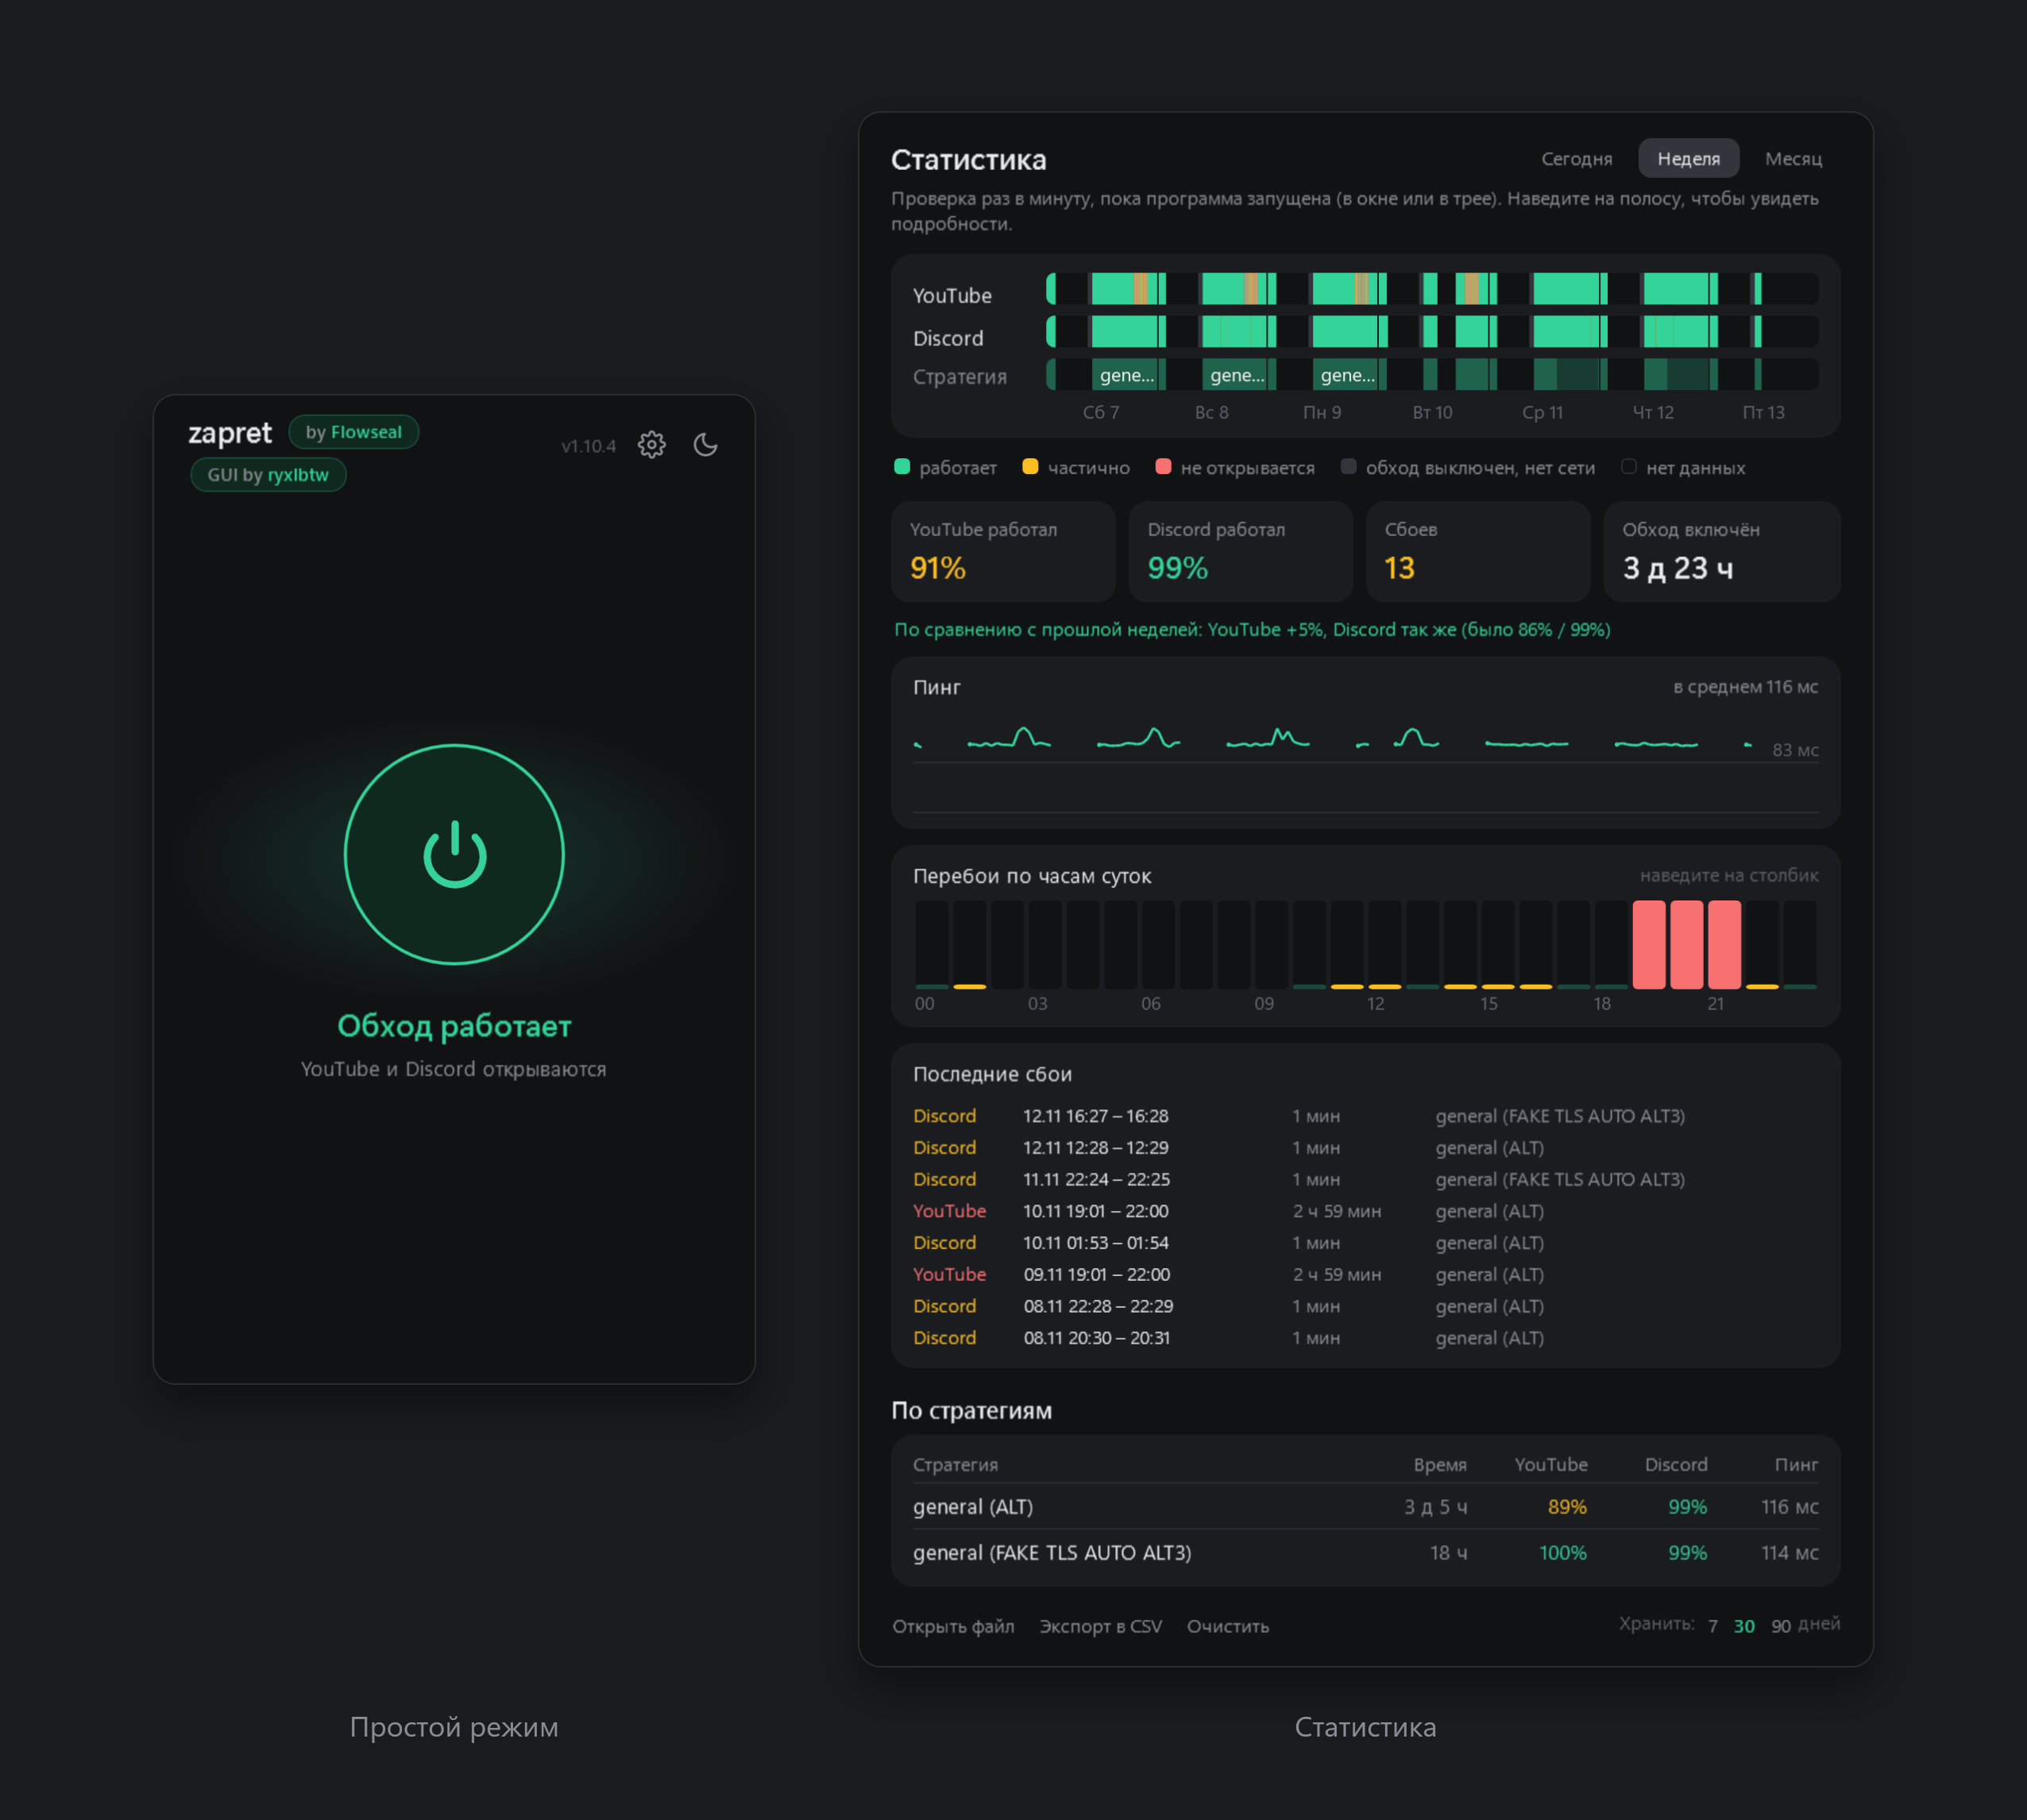 zapret by Flowseal
v1.10.4
GUI by ryxlbtw
Обход работает
YouTube и Discord открываются
Простой режим
Статистика
Сегодня Неделя Месяц
Проверка раз в минуту, пока программа запущена (в окне или в трее). Наведите на полосу, чтобы увидеть
подробности.
YouTube
Discord
Стратегия gene... gene... gene...
Сб 7 Вс 8 Пн 9 Вт 10 Ср 11 Чт 12 Пт 13
работает частично не открывается обход выключен, нет сети нет данных
YouTube работал Discord работал Сбоев Обход включён
91% 99% 13 3 д 23 ч
По сравнению с прошлой неделей: YouTube +5%, Discord так же (было 86% / 99%)
Пинг в среднем 116 мс
83 мс
Перебои по часам суток наведите на столбик
00 03 06 09 12 15 18 21
Последние сбои
Discord 12.11 16:27 – 16:28 1 мин general (FAKE TLS AUTO ALT3)
Discord 12.11 12:28 – 12:29 1 мин general (ALT)
Discord 11.11 22:24 – 22:25 1 мин general (FAKE TLS AUTO ALT3)
YouTube 10.11 19:01 – 22:00 2 ч 59 мин general (ALT)
Discord 10.11 01:53 – 01:54 1 мин general (ALT)
YouTube 09.11 19:01 – 22:00 2 ч 59 мин general (ALT)
Discord 08.11 22:28 – 22:29 1 мин general (ALT)
Discord 08.11 20:30 – 20:31 1 мин general (ALT)
По стратегиям
Стратегия Время YouTube Discord Пинг
general (ALT) 3 д 5 ч 89% 99% 116 мс
general (FAKE TLS AUTO ALT3) 18 ч 100% 99% 114 мс
Открыть файл Экспорт в CSV Очистить Хранить: 7 30 90 дней
Статистика